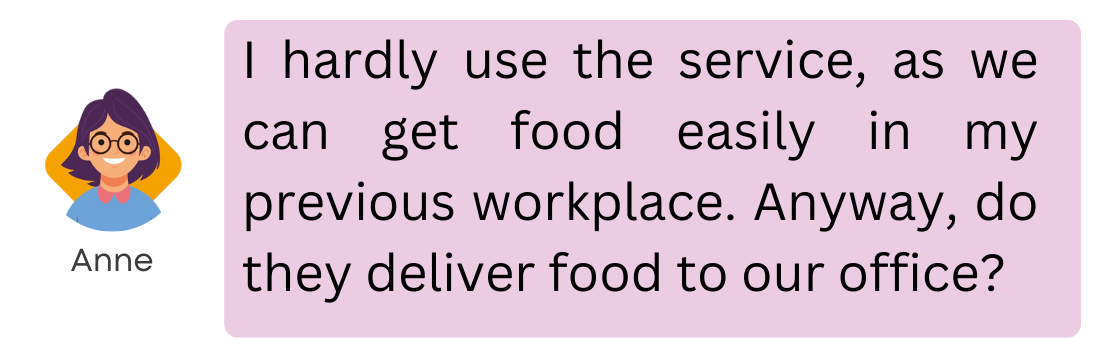 I hardly use the service, as we
can get food easily in my
previous workplace. Anyway, do
they deliver food to our office?
Anne